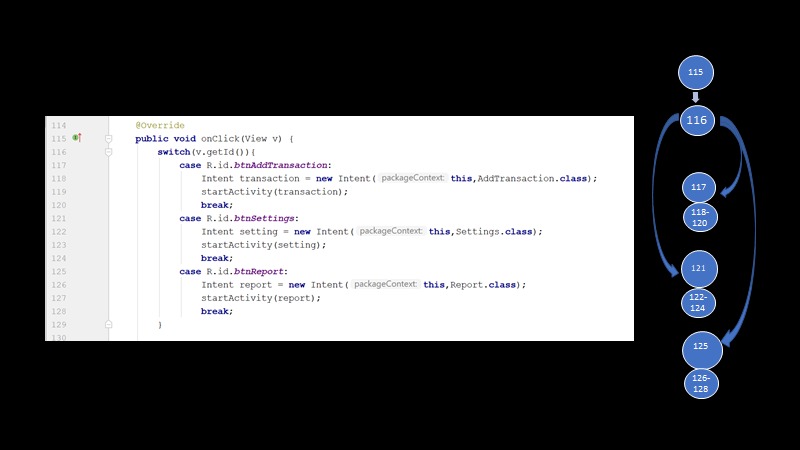 114 @Override
115 public void onClick(View v) {
116 switch(v.getId()){
117 case R.id.btnAddTransaction:
118 Intent transaction = new Intent( packageContext: this,AddTransaction.class);
119 startActivity(transaction);
120 break;
121 case R.id.btnSettings:
122 Intent setting = new Intent( packageContext: this,Settings.class);
123 startActivity(setting);
124 break;
125 case R.id.btnReport:
126 Intent report = new Intent( packageContext: this,Report.class);
127 startActivity(report);
128 break;
129 }
130
115
116
117
118-
120
121
122-
124
125
126-
128